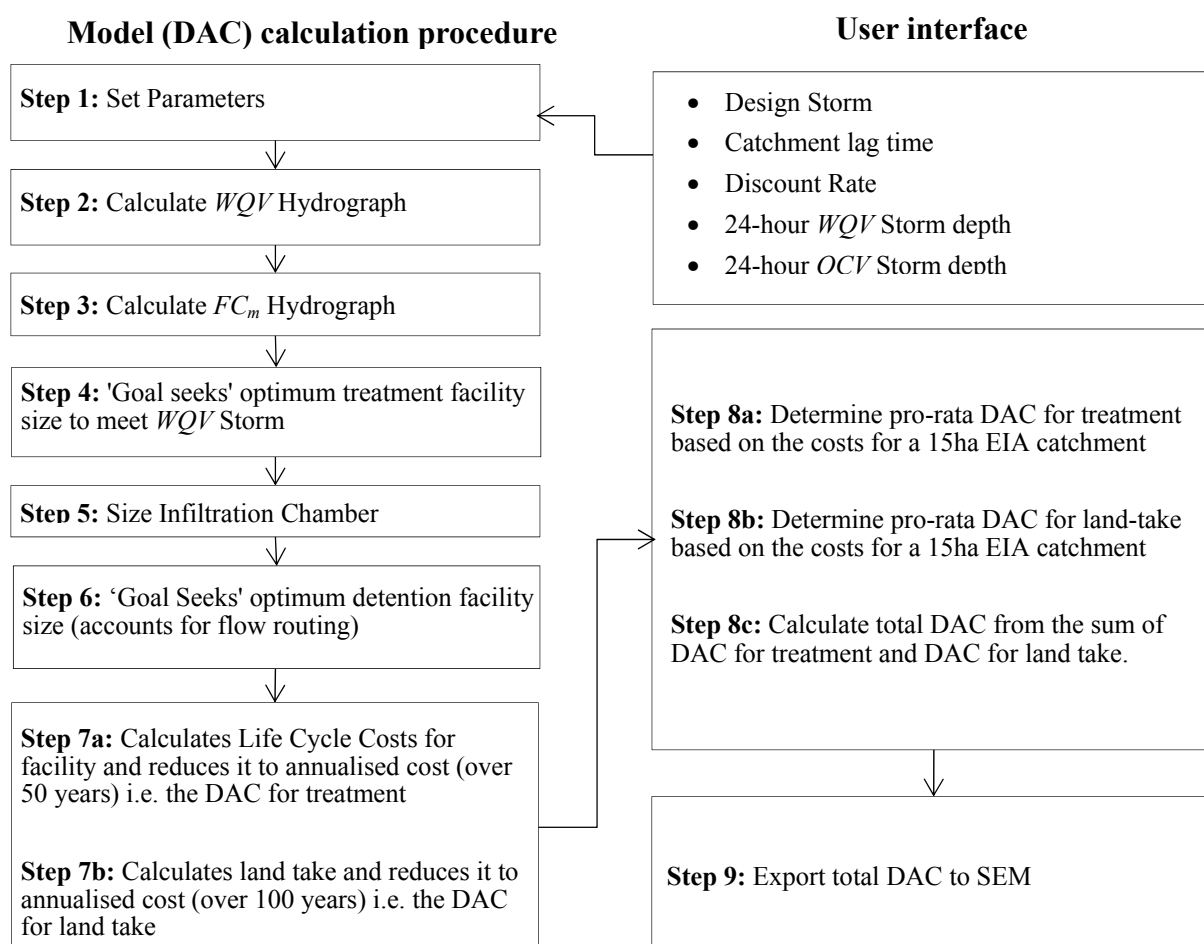 Model (DAC) calculation procedure
Step 1: Set Parameters
Step 2: Calculate WQV Hydrograph
Step 3: Calculate FCm Hydrograph
Step 4: 'Goal seeks' optimum treatment facility
size to meet WQV Storm
Step 5: Size Infiltration Chamber
Step 6: ‘Goal Seeks' optimum detention facility
size (accounts for flow routing)
Step 7a: Calculates Life Cycle Costs for
facility and reduces it to annualised cost (over
50 years) i.e. the DAC for treatment
Step 7b: Calculates land take and reduces it to
annualised cost (over 100 years) i.e. the DAC
for land take
User interface
• Design Storm
• Catchment lag time
• Discount Rate
• 24-hour WQV Storm depth
• 24-hour OCV Storm depth
Step 8a: Determine pro-rata DAC for treatment
based on the costs for a 15ha EIA catchment
Step 8b: Determine pro-rata DAC for land-take
based on the costs for a 15ha EIA catchment
Step 8c: Calculate total DAC from the sum of
DAC for treatment and DAC for land take.
Step 9: Export total DAC to SEM